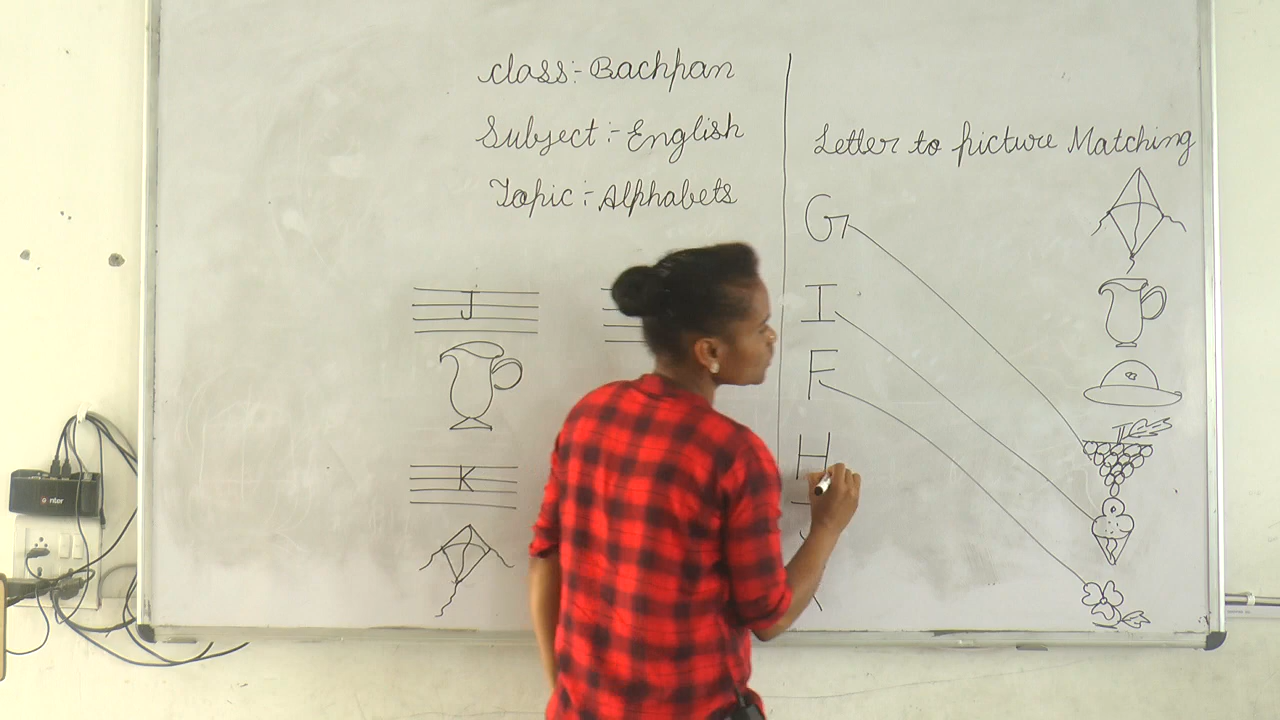 Class:- Bachpan
Subject:- English
Topic:- Alphabets
J
K
Letter to picture Matching
G
I
F
H